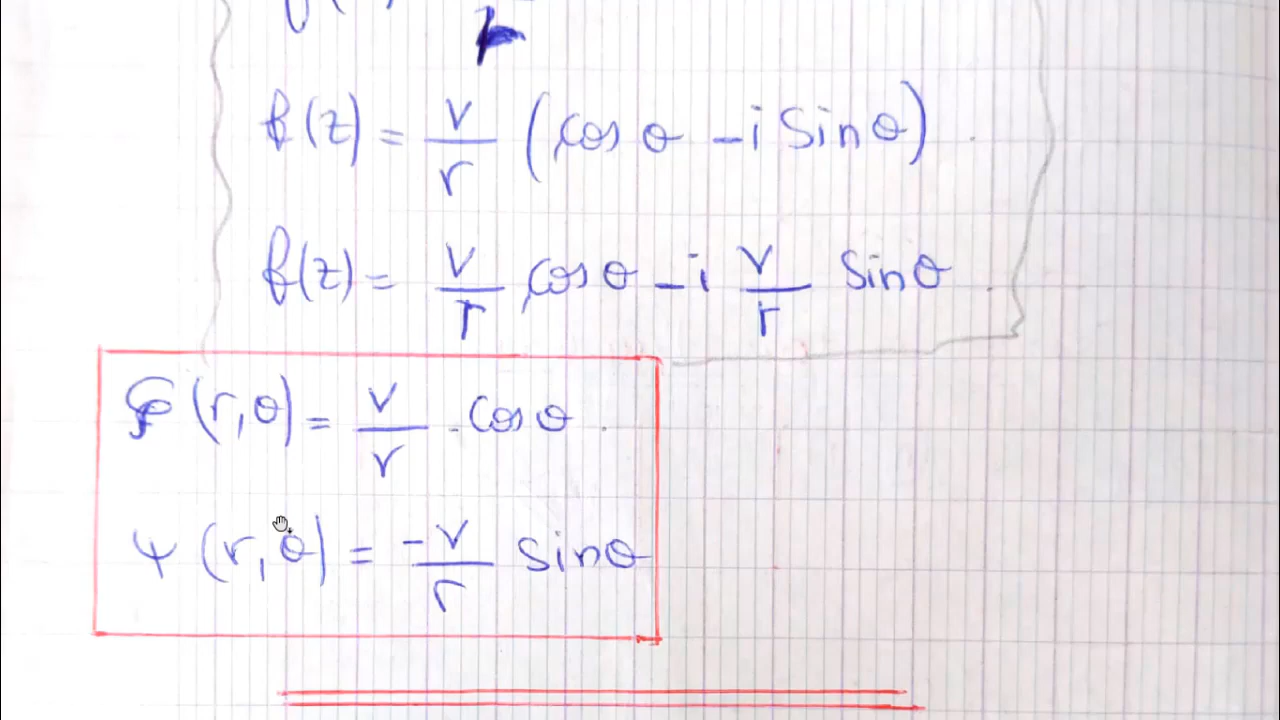 f(z) = V/r (cos θ - i sin θ).
f(z) = V/r cos θ - i V/r sin θ.
φ(r,θ) = V/r . cos θ.
ψ(r,θ) = -V/r sin θ